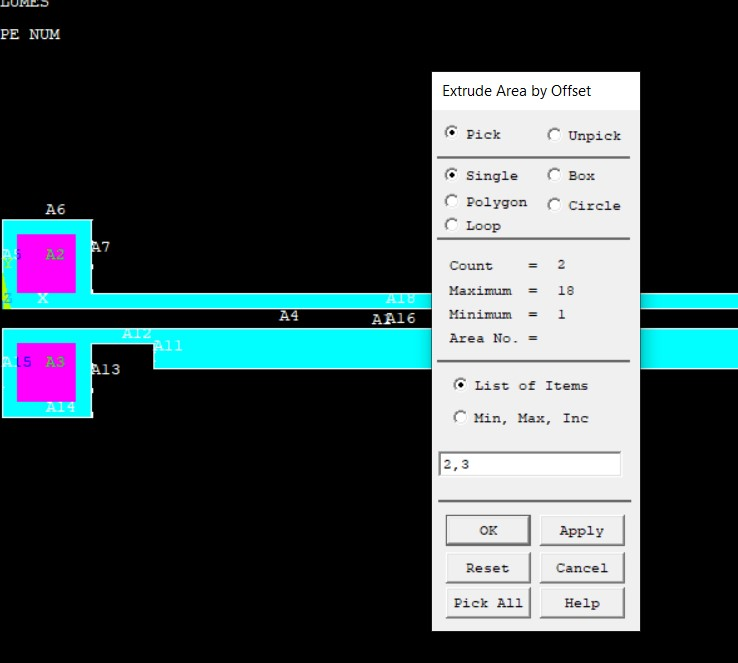 LUMES
PE NUM
Extrude Area by Offset
Pick Unpick
Single Box
Polygon Circle
Loop
Count = 2
Maximum = 18
Minimum = 1
Area No. =
List of Items
Min, Max, Inc
2,3
OK Apply
Reset Cancel
Pick All Help
A6
A5 A2 A7
Y
Z X A18
A4 A16
A12
A11
A15 A3 A13
A14